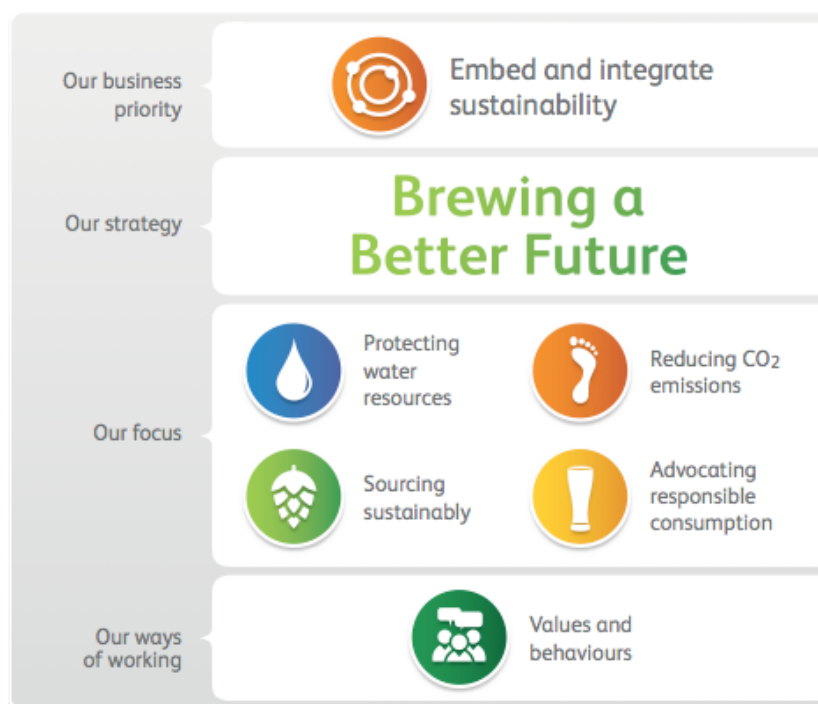 Our business
priority
Embed and integrate
sustainability
Our strategy
Brewing a
Better Future
Our focus
Protecting
water
resources
Reducing CO2
emissions
Sourcing
sustainably
Advocating
responsible
consumption
Our ways
of working
Values and
behaviours